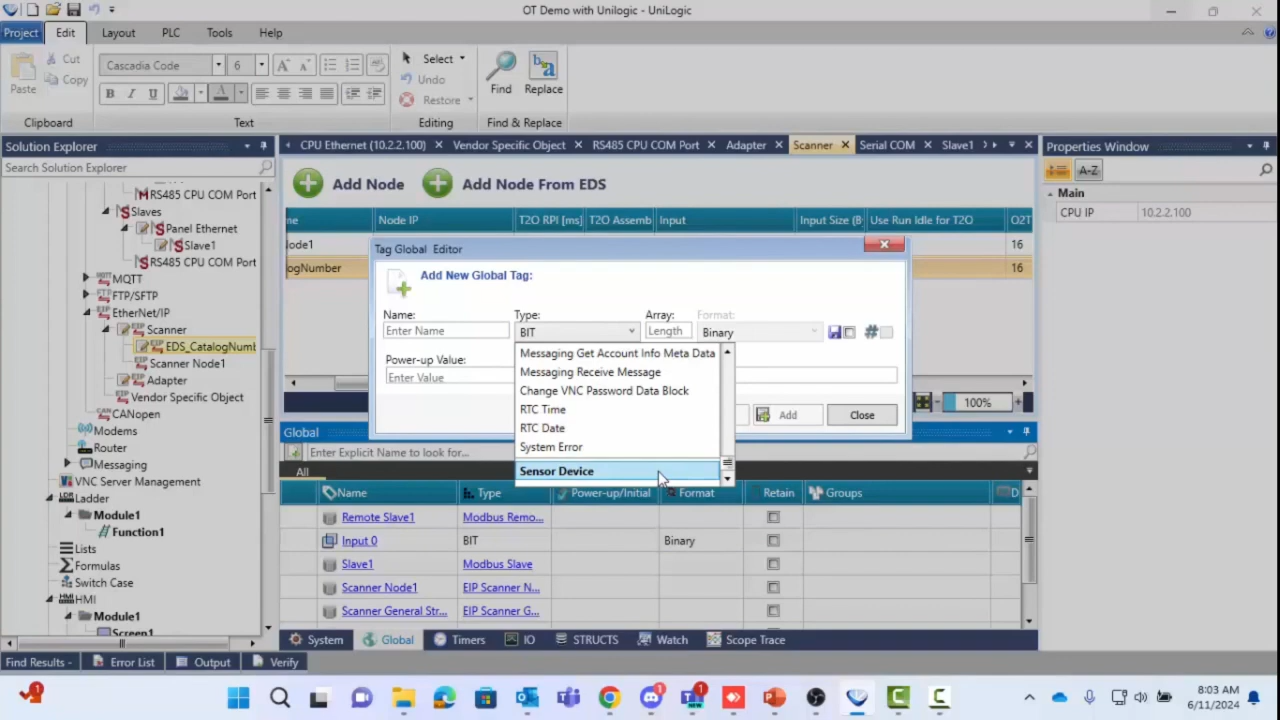 OT Demo with Unilogic - UniLogic
Project Edit Layout PLC Tools Help
Cut
Copy
Paste
Clipboard
Cascadia Code 6
B I U
Text
Select
Undo
Restore
Editing
Find
Replace
Find & Replace
Solution Explorer
Search Solution Explorer
RS485 CPU COM Port
Slaves
Panel Ethernet
Slave1
RS485 CPU COM Port
MQTT
FTP/SFTP
EtherNet/IP
Scanner
EDS_CatalogNumb
Scanner Node1
Adapter
Vendor Specific Object
CANopen
Modems
Router
Messaging
VNC Server Management
Ladder
Module1
Function1
Lists
Formulas
Switch Case
HMI
Module1
Screen1
CPU Ethernet (10.2.2.100) Vendor Specific Object RS485 CPU COM Port Adapter Scanner Serial COM Slave1
Add Node Add Node From EDS
me Node IP T2O RPI [ms] T2O Assemb Input Input Size (B Use Run Idle for T2O O2T
Node1 16
ogNumber 16
Tag Global Editor
Add New Global Tag:
Name: Type: Array: Format:
Enter Name BIT Length Binary
Power-up Value:
Enter Value
Messaging Get Account Info Meta Data
Messaging Receive Message
Change VNC Password Data Block
RTC Time
RTC Date
System Error
Sensor Device
Add Close
100%
Global
Enter Explicit Name to look for...
All
Name Type Power-up/Initial Format Retain Groups D
Remote Slave1 Modbus Remo...
Input 0 BIT Binary
Slave1 Modbus Slave
Scanner Node1 EIP Scanner N...
Scanner General Str... EIP Scanner G...
System Global Timers IO STRUCTS Watch Scope Trace
Properties Window
A-Z
Main
CPU IP 10.2.2.100
Find Results - Error List Output Verify
1 1 1 NEW
8:03 AM
6/11/2024